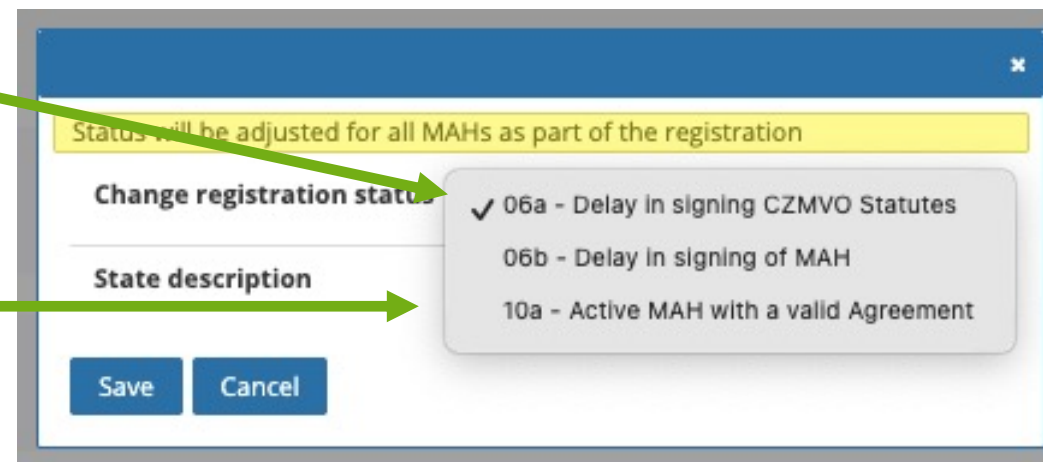 Status will be adjusted for all MAHs as part of the registration
Change registration status
✓ 06a - Delay in signing CZMVO Statutes
06b - Delay in signing of MAH
State description
10a - Active MAH with a valid Agreement
Save Cancel